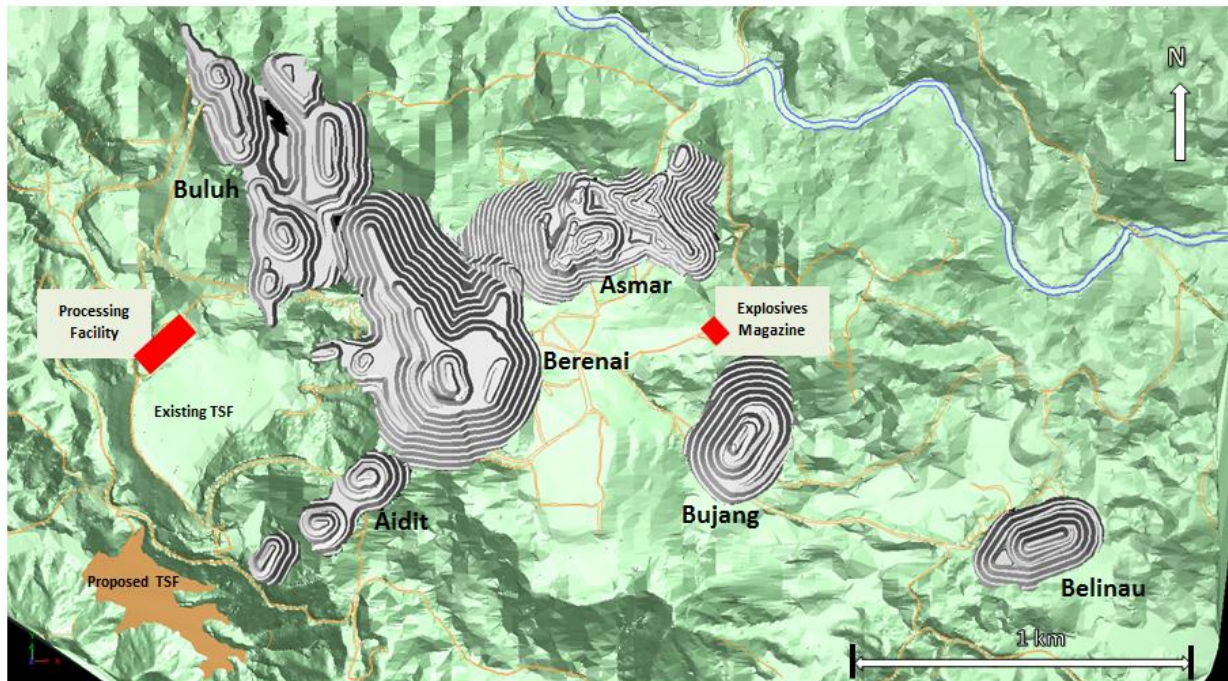 N
Buluh
Asmar
Processing
Facility
Explosives
Magazine
Berenai
Existing TSF
Bujang
Aidit
Proposed TSF
Belinau
1 km